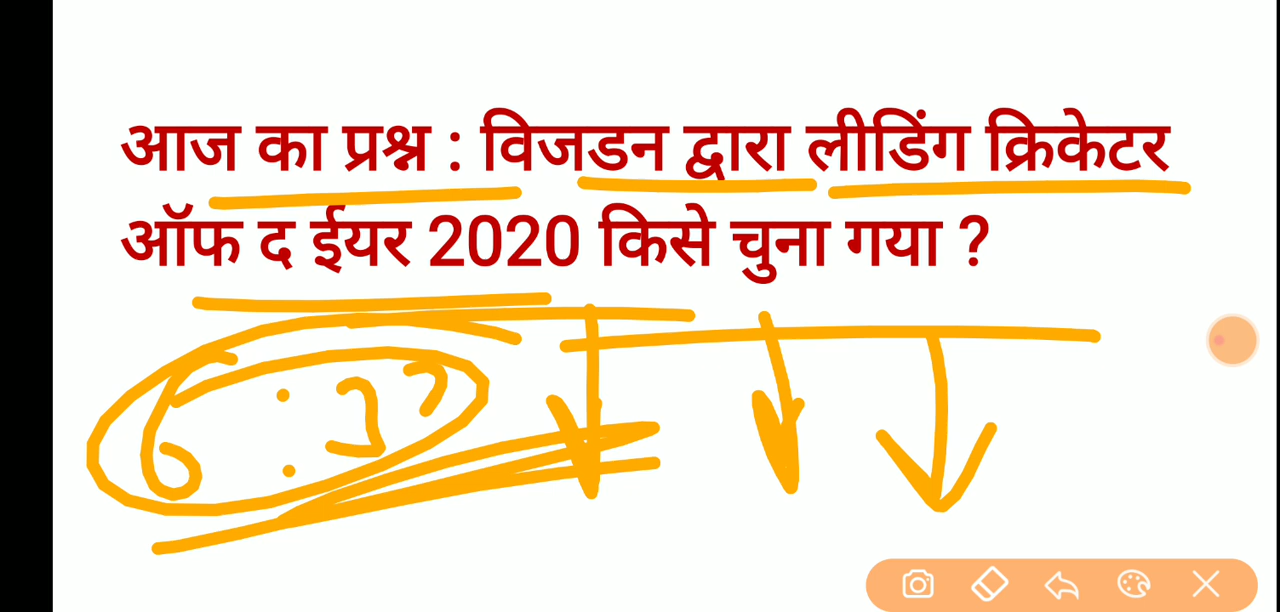 आज का प्रश्न : विजडन द्वारा लीडिंग क्रिकेटर
ऑफ द ईयर 2020 किसे चुना गया ?